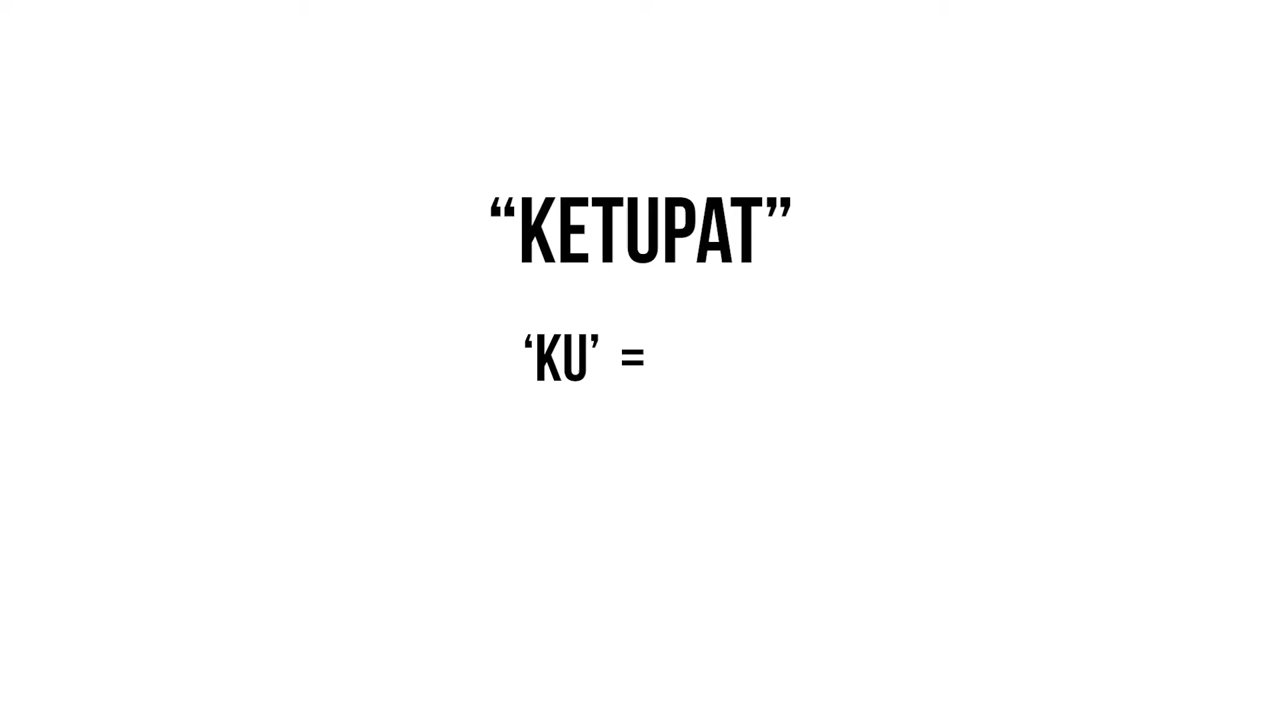 “KETUPAT”
‘KU’ =